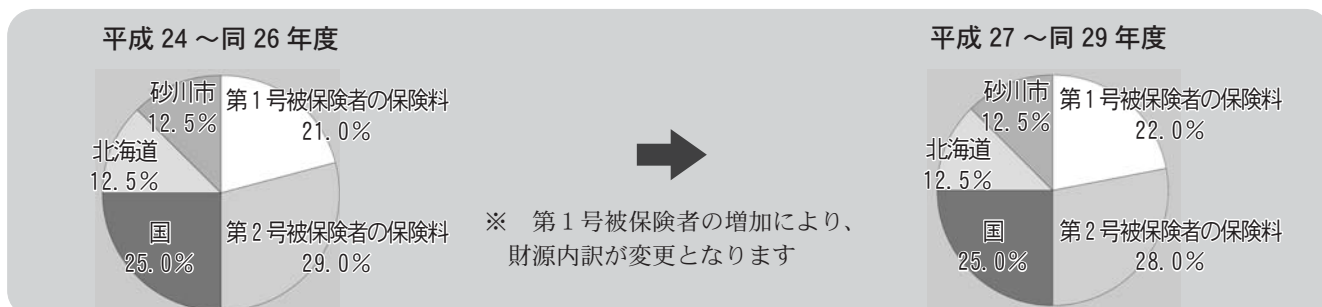 平成 24 ～同 26 年度
砂川市
12.5%
第1号被保険者の保険料
21.0%
北海道
12.5%
国
25.0%
第2号被保険者の保険料
29.0%
※　第１号被保険者の増加により、
財源内訳が変更となります
平成 27 ～同 29 年度
砂川市
12.5%
第1号被保険者の保険料
22.0%
北海道
12.5%
国
25.0%
第2号被保険者の保険料
28.0%